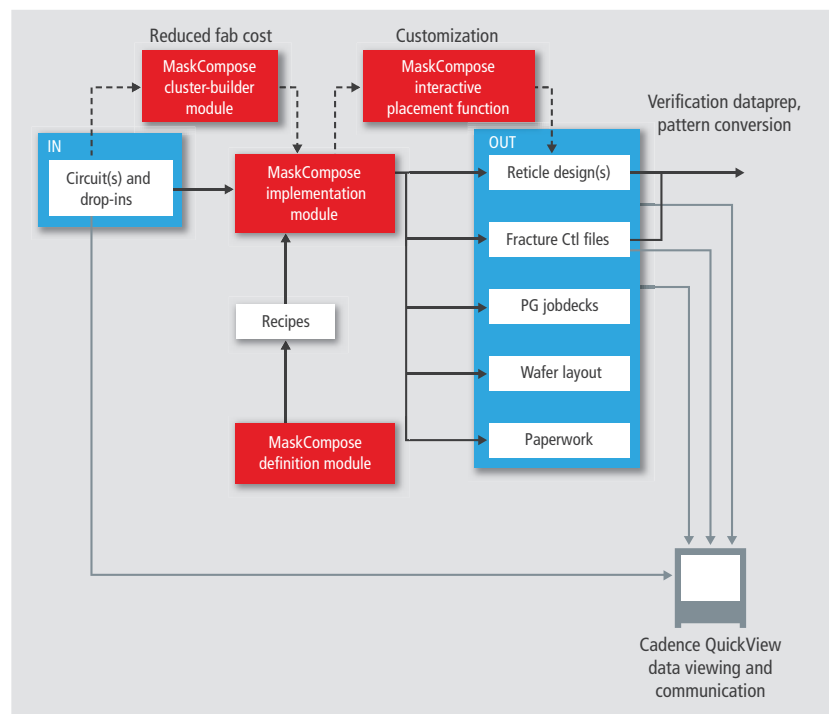 Reduced fab cost
Customization
MaskCompose
cluster-builder
module
MaskCompose
interactive
placement function
Verification dataprep,
pattern conversion
IN
Circuit(s) and
drop-ins
MaskCompose
implementation
module
OUT
Reticle design(s)
Fracture Ctl files
Recipes
PG jobdecks
Wafer layout
MaskCompose
definition module
Paperwork
Cadence QuickView
data viewing and
communication